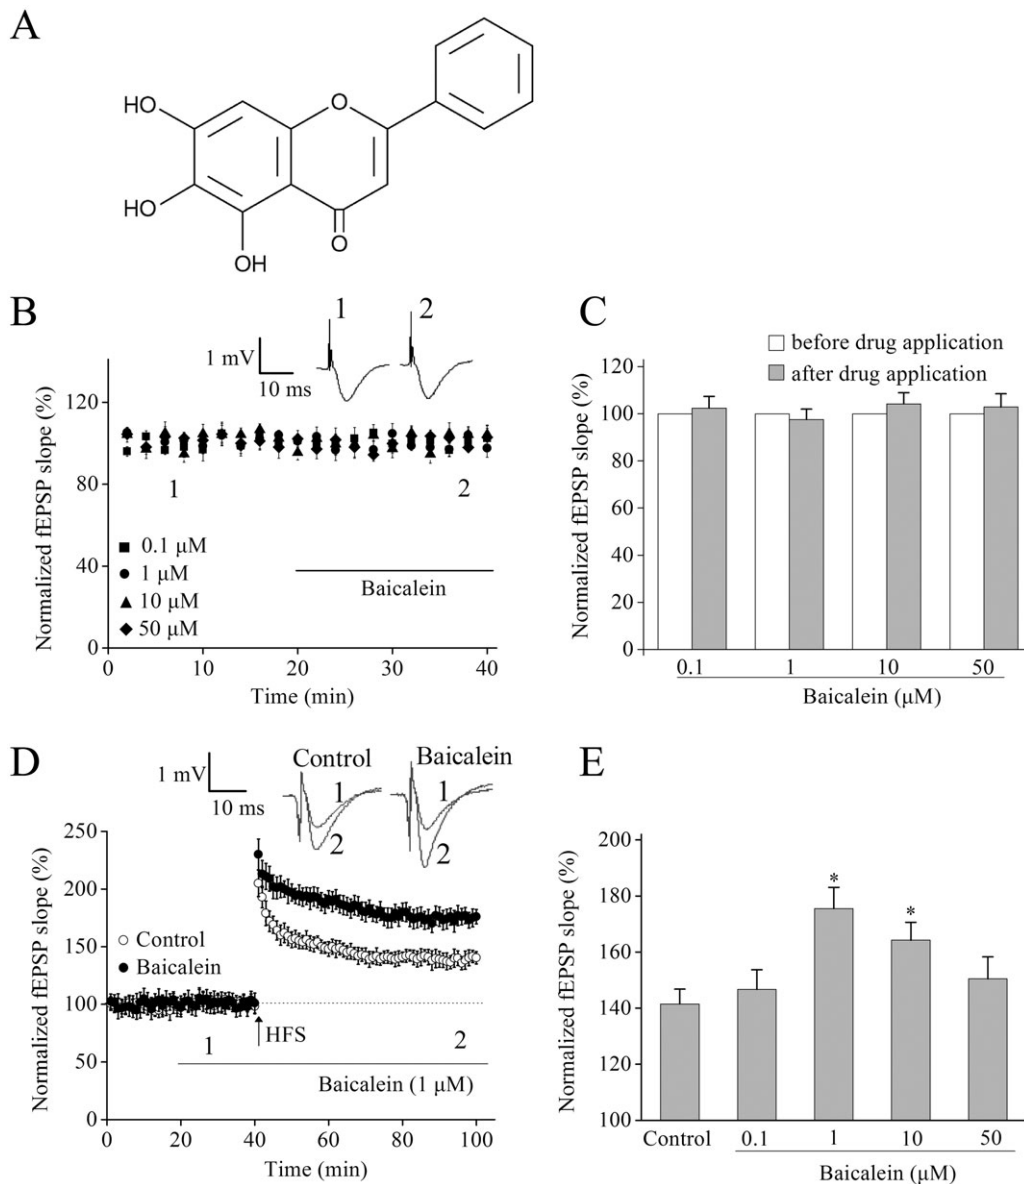 A
O
HO
HO
OH
O
B
1 2
1 mV
10 ms
Normalized fEPSP slope (%)
120
80
40
0
1 2
0.1 μM
1 μM
10 μM
50 μM
Baicalein
0 10 20 30 40
Time (min)
C
before drug application
after drug application
Normalized fEPSP slope (%)
120
100
80
60
40
20
0
0.1 1 10 50
Baicalein (μM)
D
1 mV
10 ms
Control Baicalein
1 1
2 2
Normalized fEPSP slope (%)
250
200
150
100
50
0
Control
Baicalein
HFS
1 2
Baicalein (1 μM)
0 20 40 60 80 100
Time (min)
E
Normalized fEPSP slope (%)
200
180
160
140
120
100
* *
Control 0.1 1 10 50
Baicalein (μM)